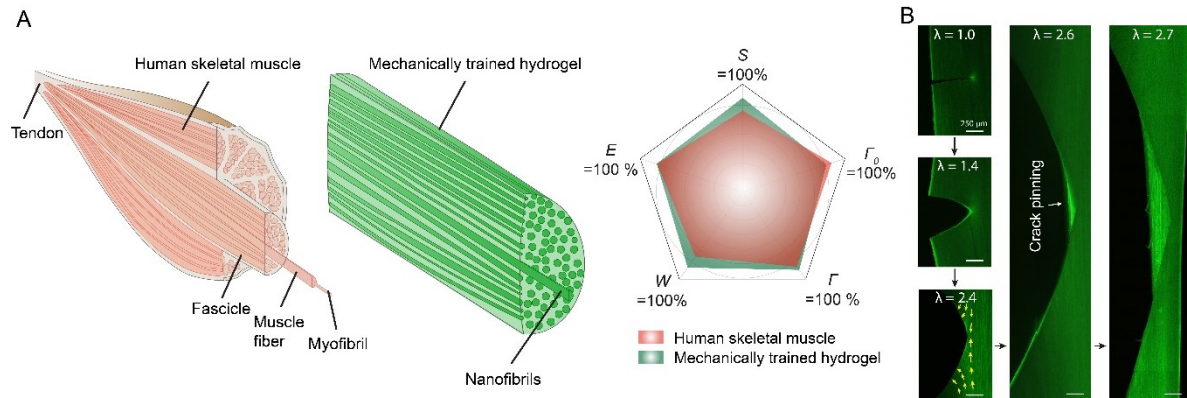 A
Human skeletal muscle
Tendon
Fascicle
Muscle
fiber
Myofibril
Mechanically trained hydrogel
Nanofibrils
S
=100%
E
=100 %
Γ₀
=100%
W
=100%
Γ
=100 %
Human skeletal muscle
Mechanically trained hydrogel
B
λ = 1.0
250 μm
λ = 1.4
λ = 2.4
λ = 2.6
Crack pinning
λ = 2.7